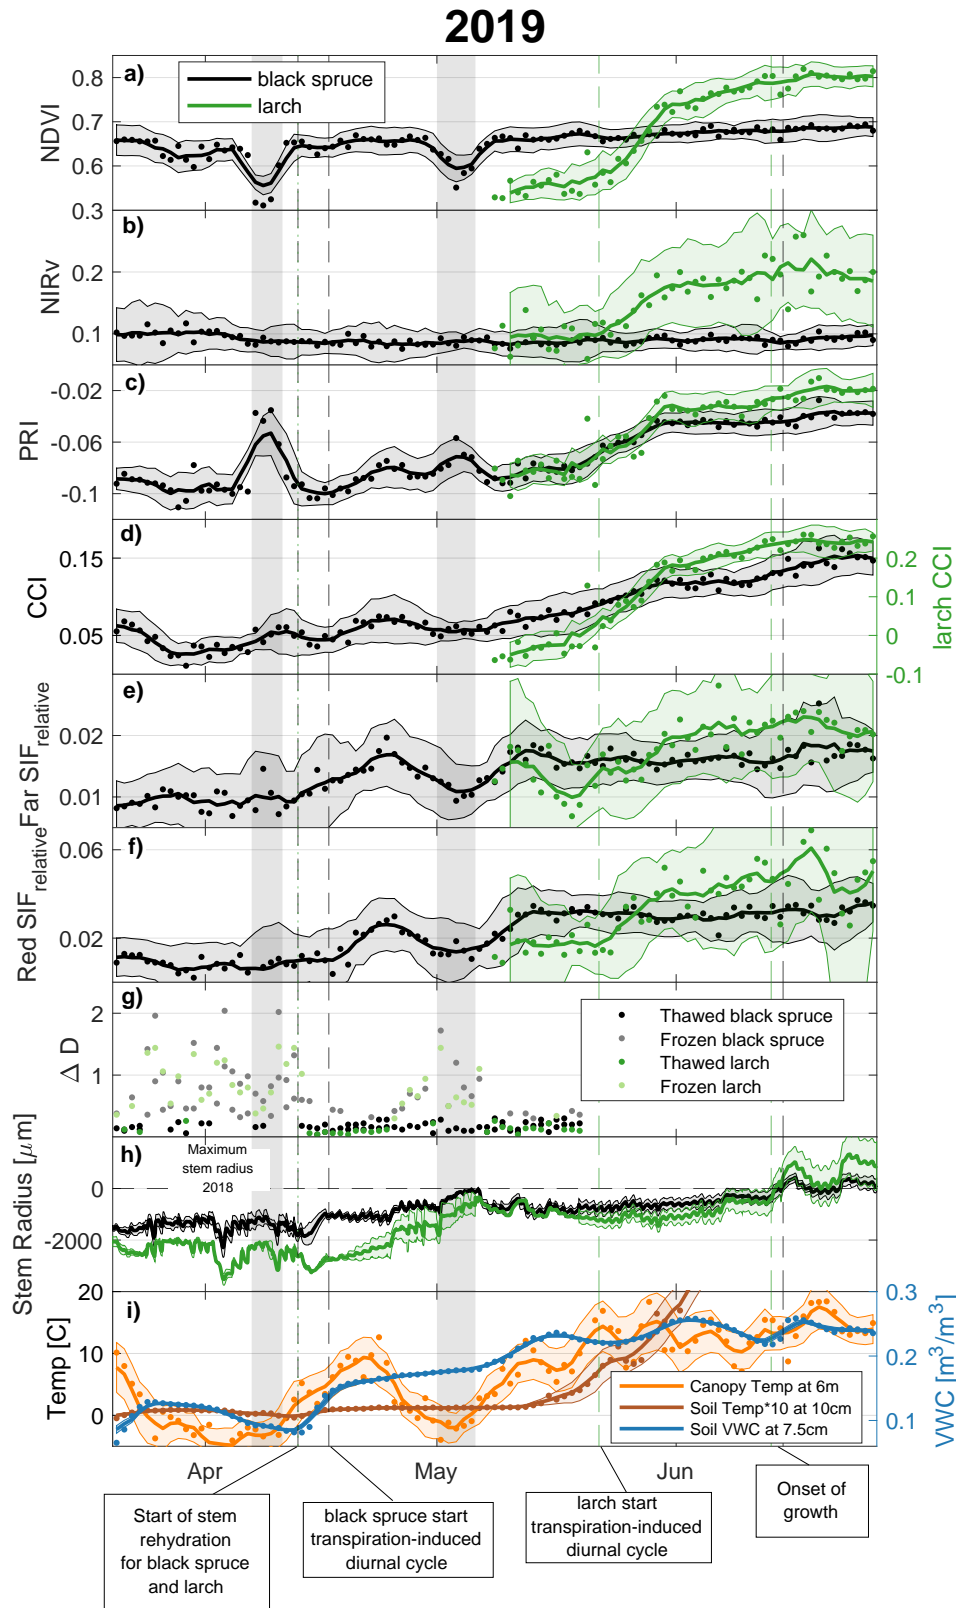 2019
a)
black spruce
larch
0.8
0.7
0.6
0.3
NDVI
b)
0.2
0.1
NIRv
c)
-0.02
-0.06
-0.1
PRI
d)
0.15
0.05
CCI
0.2
0.1
0
-0.1
larch CCI
e)
0.02
0.01
Far SIF relative
f)
0.06
0.02
Red SIF relative
g)
2
1
Δ D
Thawed black spruce
Frozen black spruce
Thawed larch
Frozen larch
h)
Maximum
stem radius
2018
0
-2000
20
Stem Radius [μm]
i)
10
0
Temp [C]
0.3
0.2
0.1
VWC [m³/m³]
Canopy Temp at 6m
Soil Temp*10 at 10cm
Soil VWC at 7.5cm
Apr
May
Jun
Start of stem
rehydration
for black spruce
and larch
black spruce start
transpiration-induced
diurnal cycle
larch start
transpiration-induced
diurnal cycle
Onset of
growth